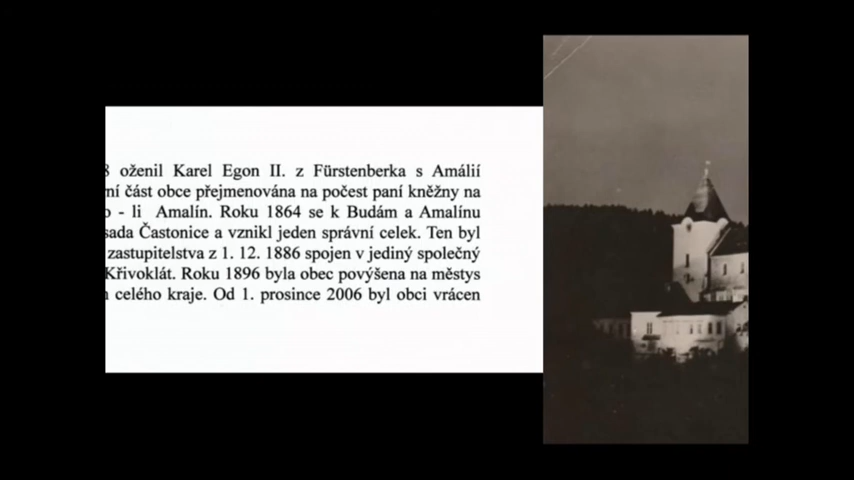 8 oženil Karel Egon II. z Fürstenberka s Amálií
ní část obce přejmenována na počest paní kněžny na
o - li Amalín. Roku 1864 se k Budám a Amalínu
sada Častonice a vznikl jeden správní celek. Ten byl
zastupitelstva z 1. 12. 1886 spojen v jediný společný
Křivoklát. Roku 1896 byla obec povýšena na městys
celého kraje. Od 1. prosince 2006 byl obci vrácen